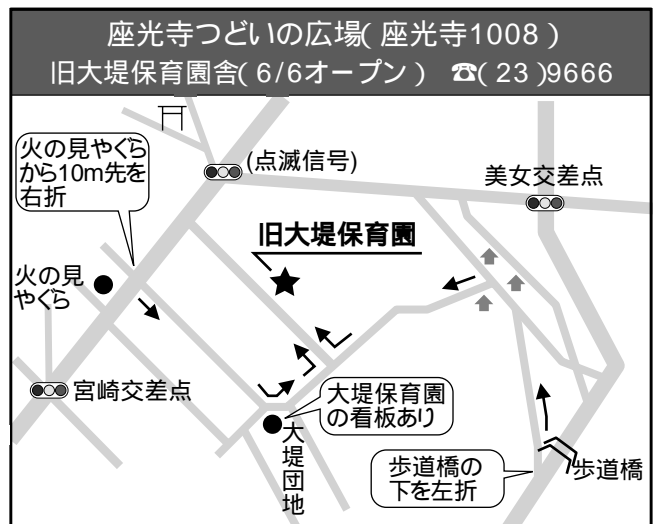 座光寺つどいの広場(座光寺1008)
旧大堤保育園舎(6/6オープン) ☎(23)9666
火の見やぐら
から10m先を
右折
(点滅信号)
美女交差点
旧大堤保育園
火の見
やぐら
宮崎交差点
大堤保育園
の看板あり
大堤団地
歩道橋の
下を左折
歩道橋